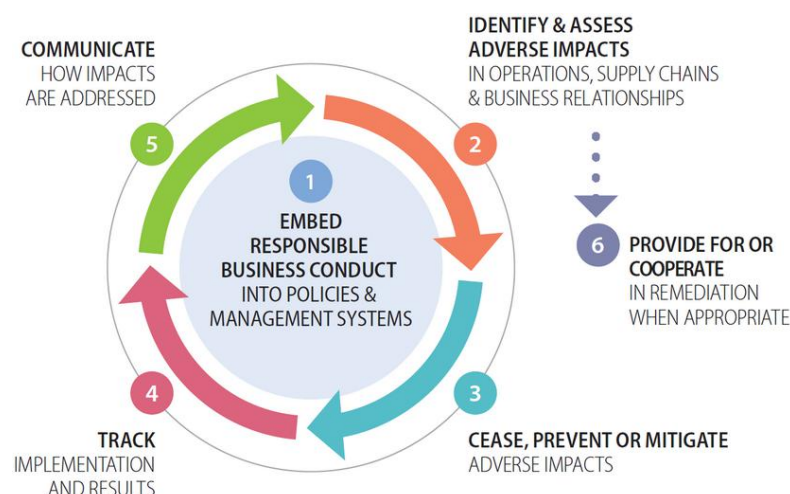 1
EMBED
RESPONSIBLE
BUSINESS CONDUCT
INTO POLICIES &
MANAGEMENT SYSTEMS
2
IDENTIFY & ASSESS
ADVERSE IMPACTS
IN OPERATIONS, SUPPLY CHAINS
& BUSINESS RELATIONSHIPS
3
CEASE, PREVENT OR MITIGATE
ADVERSE IMPACTS
4
TRACK
IMPLEMENTATION
AND RESULTS
5
COMMUNICATE
HOW IMPACTS
ARE ADDRESSED
6
PROVIDE FOR OR
COOPERATE
IN REMEDIATION
WHEN APPROPRIATE